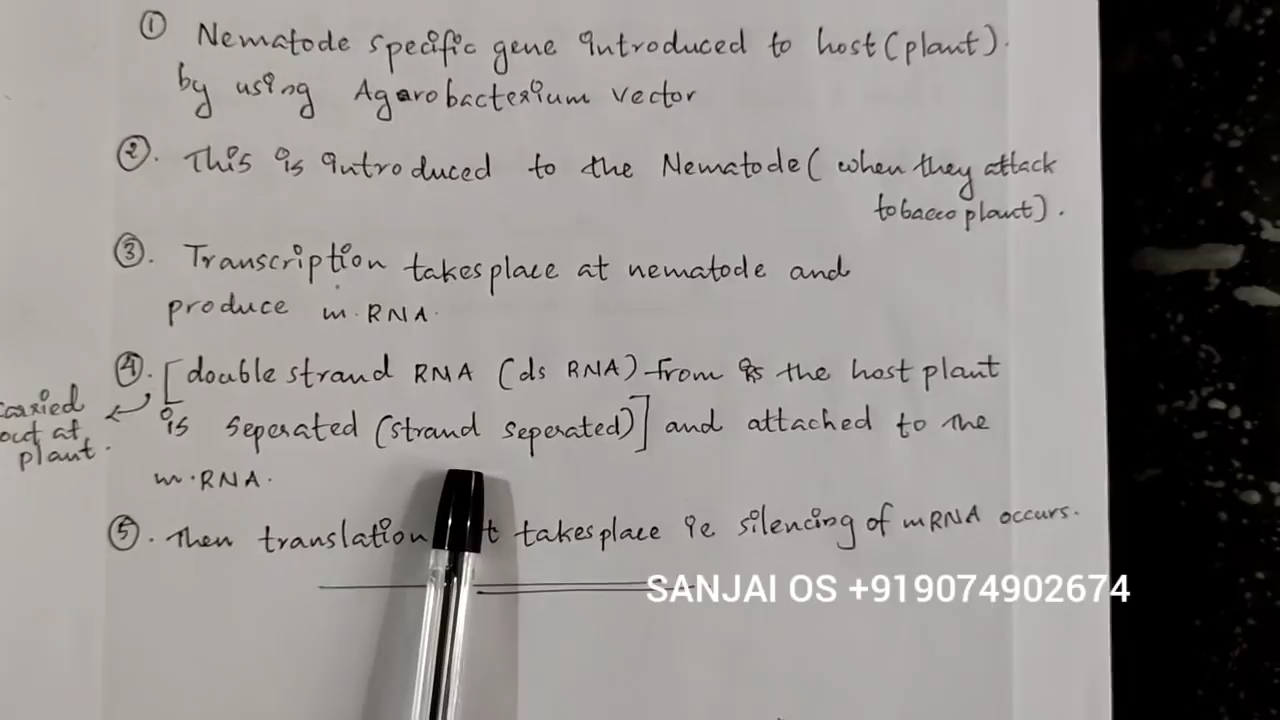 ① Nematode specific gene introduced to host (plant).
by using Agarobacterium vector
②. This is introduced to the Nematode ( when they attack
tobacco plant).
③. Transcription takesplace at nematode and
produce m.RNA.
④. [double strand RNA (ds RNA) from the host plant
carried
out at
plant.
is seperated (strand seperated)] and attached to the
m.RNA.
⑤. Then translation takesplace ie silencing of mRNA occurs.
SANJAI OS +919074902674